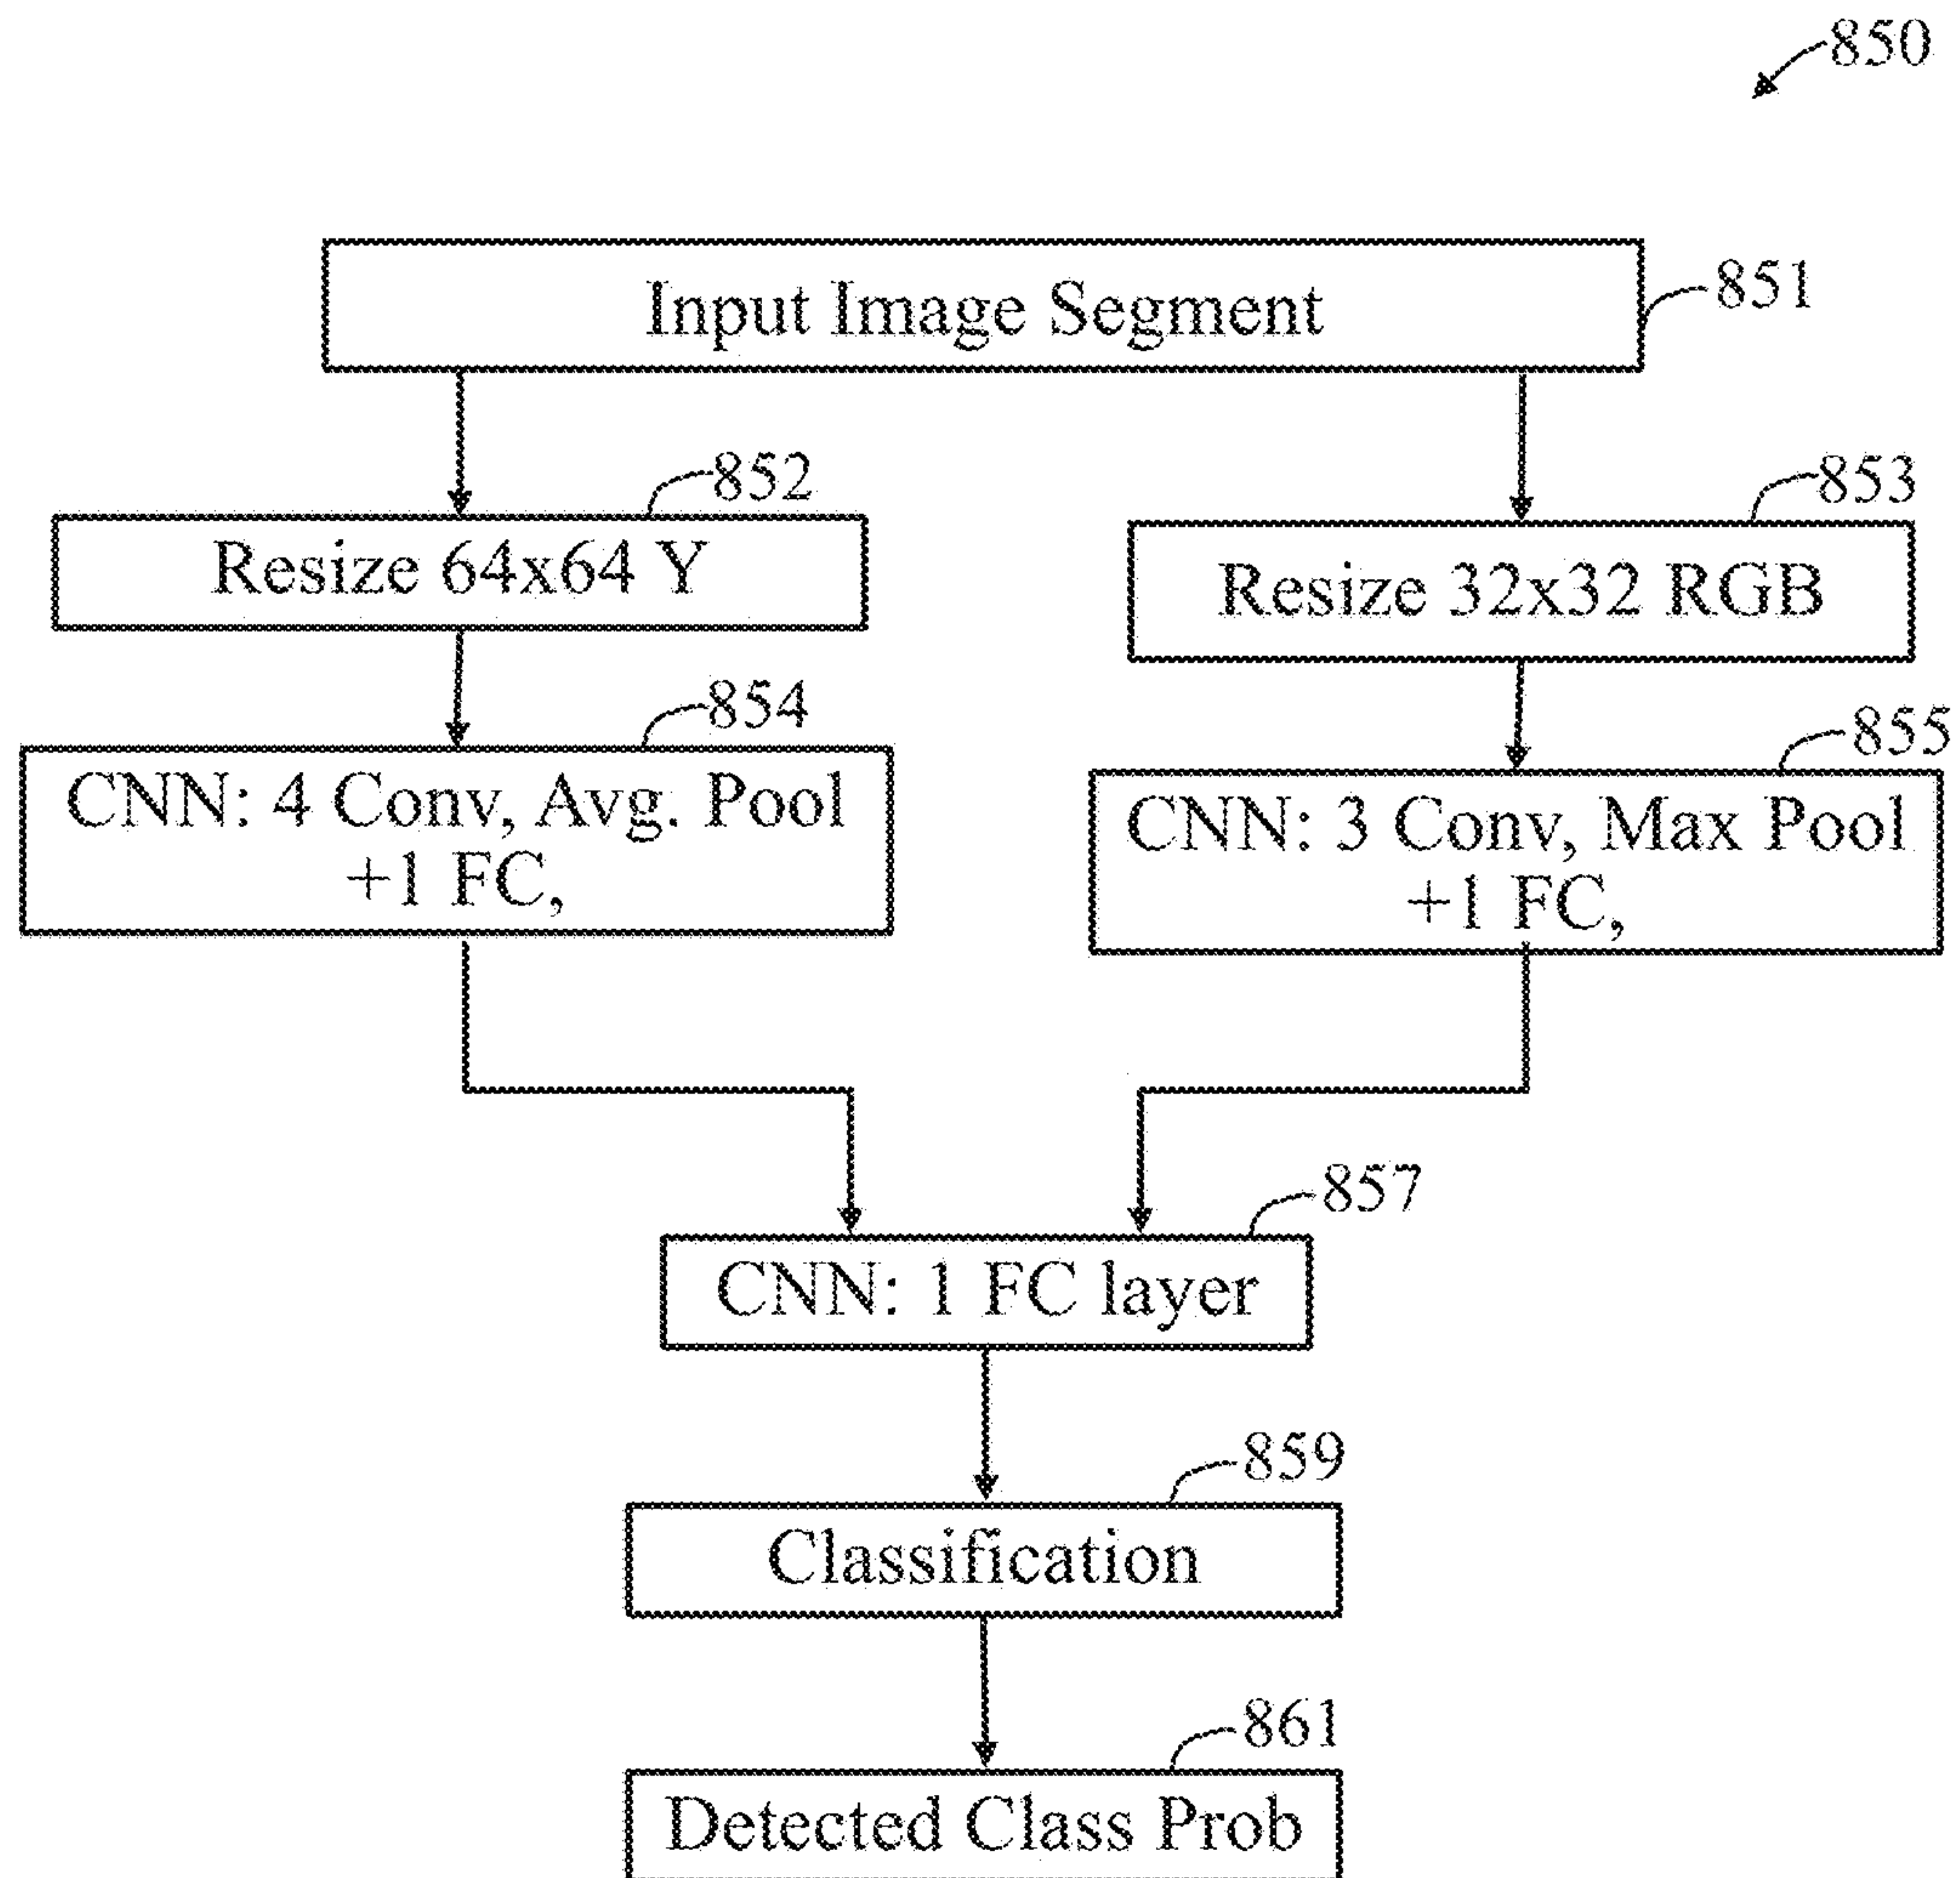 850
Input Image Segment
851
852
853
Resize 64x64 Y
Resize 32x32 RGB
854
855
CNN: 4 Conv, Avg. Pool
+1 FC,
CNN: 3 Conv, Max Pool
+1 FC,
857
CNN: 1 FC layer
859
Classification
861
Detected Class Prob